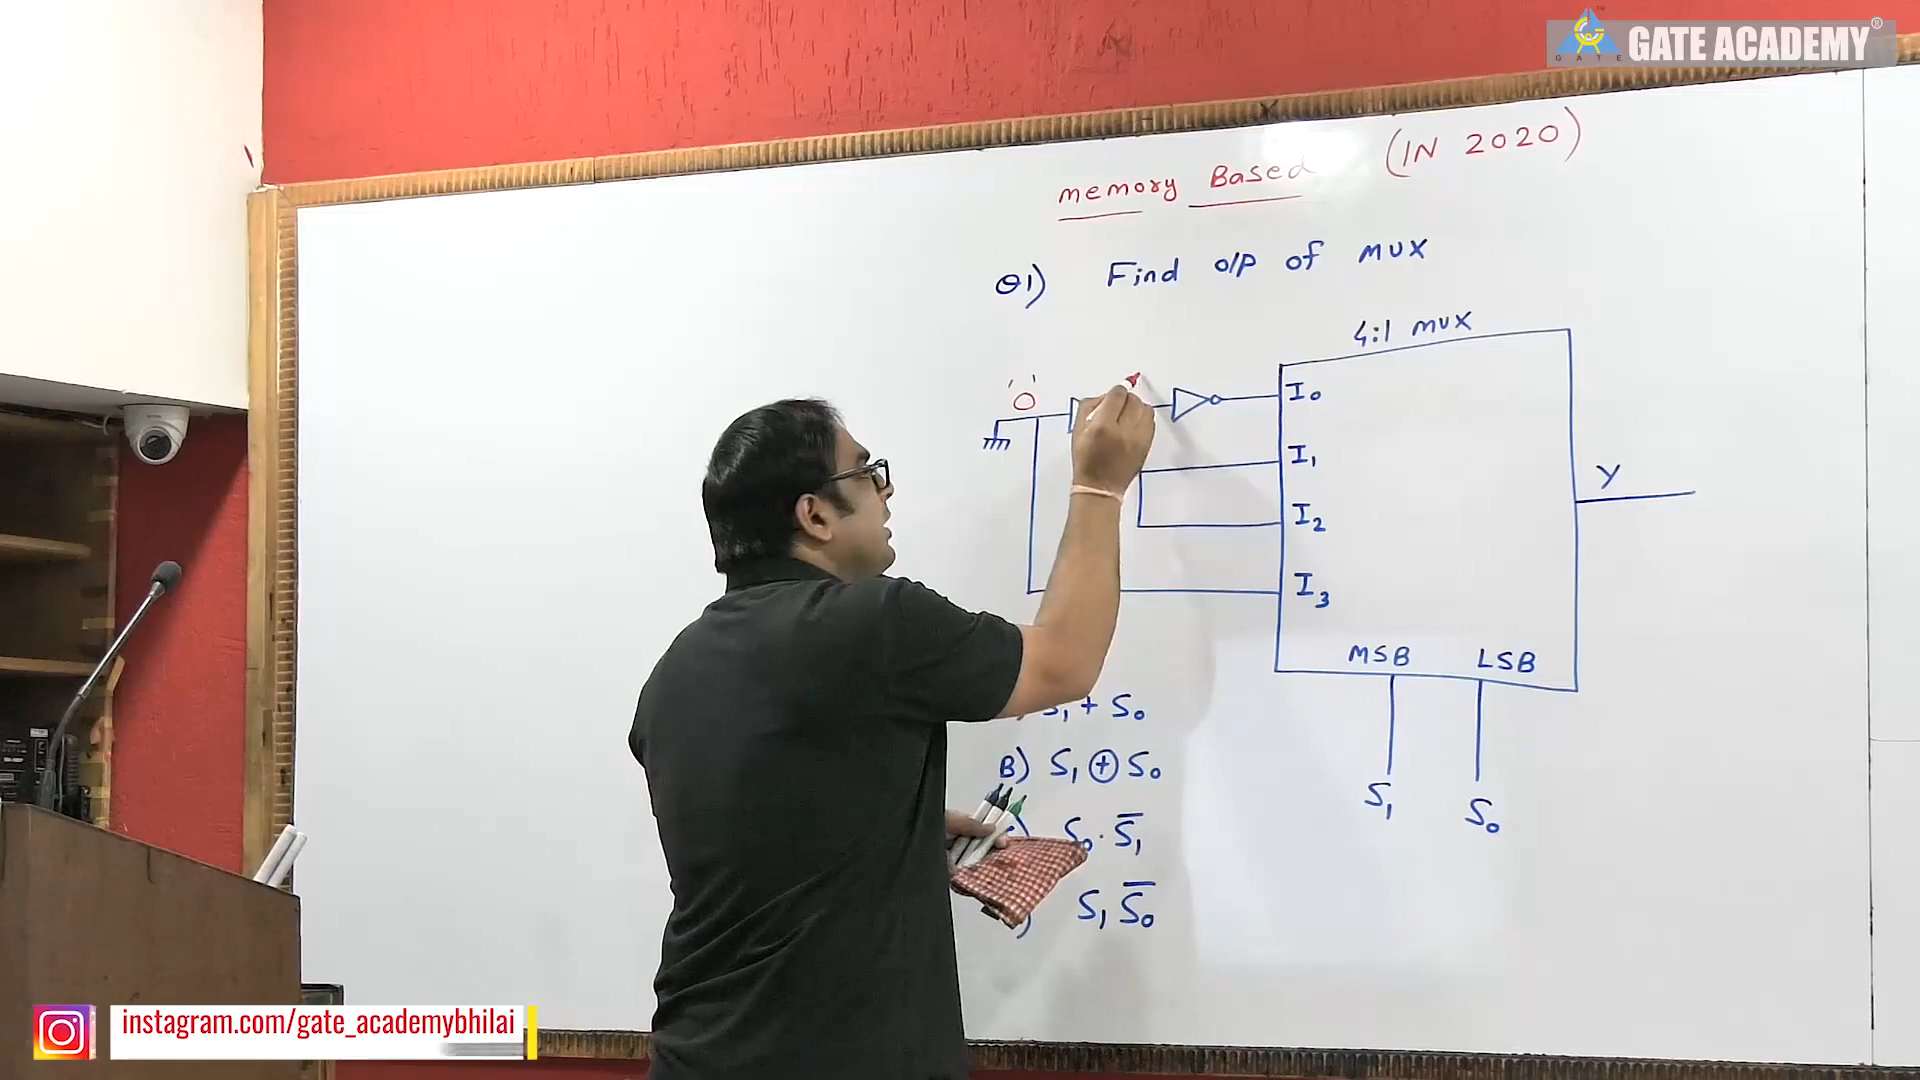 GATE ACADEMY
GATE
memory Based (IN 2020)
Q1) Find o/p of MUX
4:1 MUX
'0'
I0
I1
I2
I3
Y
MSB LSB
S1 + S0
B) S1 ⊕ S0
S0 · S̅1
S1 S̅0
S1
S0
instagram.com/gate_academybhilai